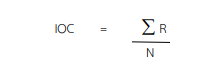 IOC = ∑ R
N